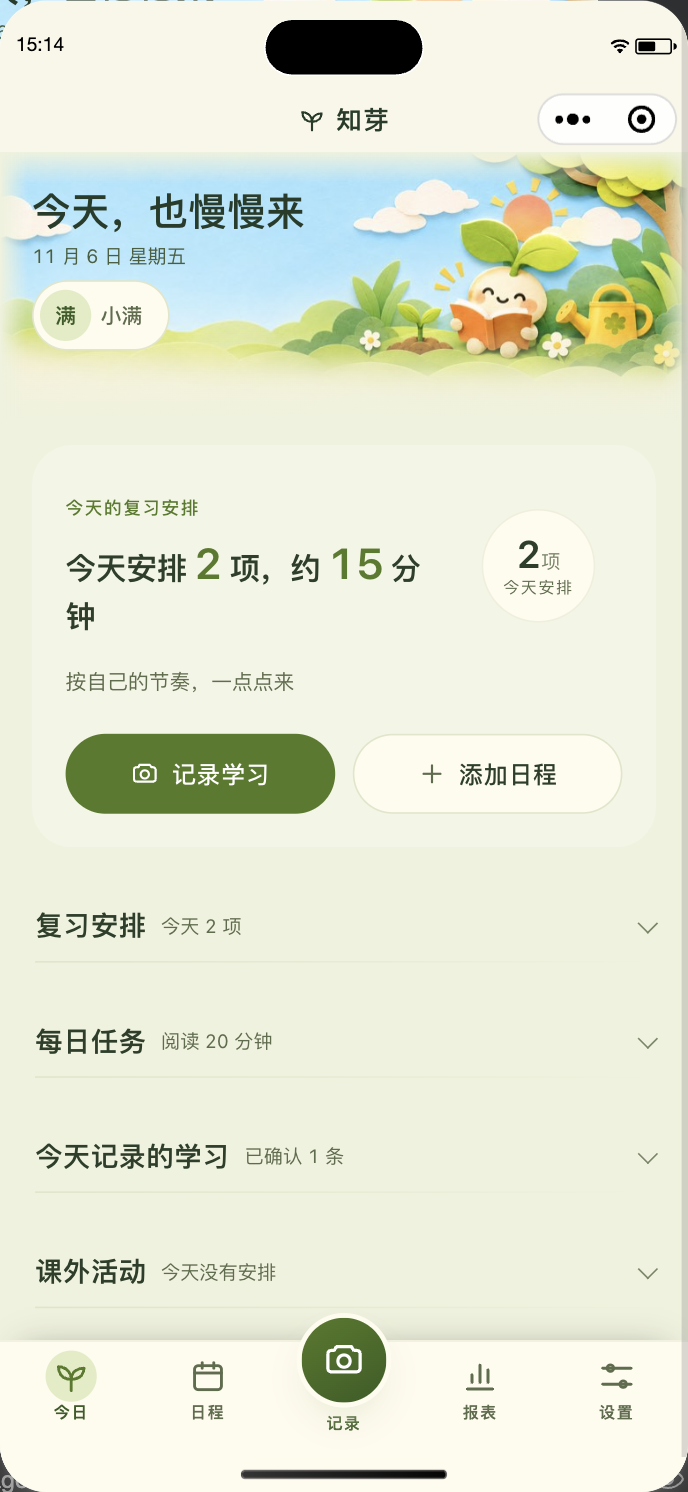 15:14
知芽
今天，也慢慢来
11 月 6 日 星期五
满 小满
今天的复习安排
今天安排 2 项，约 15 分
钟
2项
今天安排
按自己的节奏，一点点来
记录学习
添加日程
复习安排 今天 2 项
每日任务 阅读 20 分钟
今天记录的学习 已确认 1 条
课外活动 今天没有安排
今日
日程
记录
报表
设置